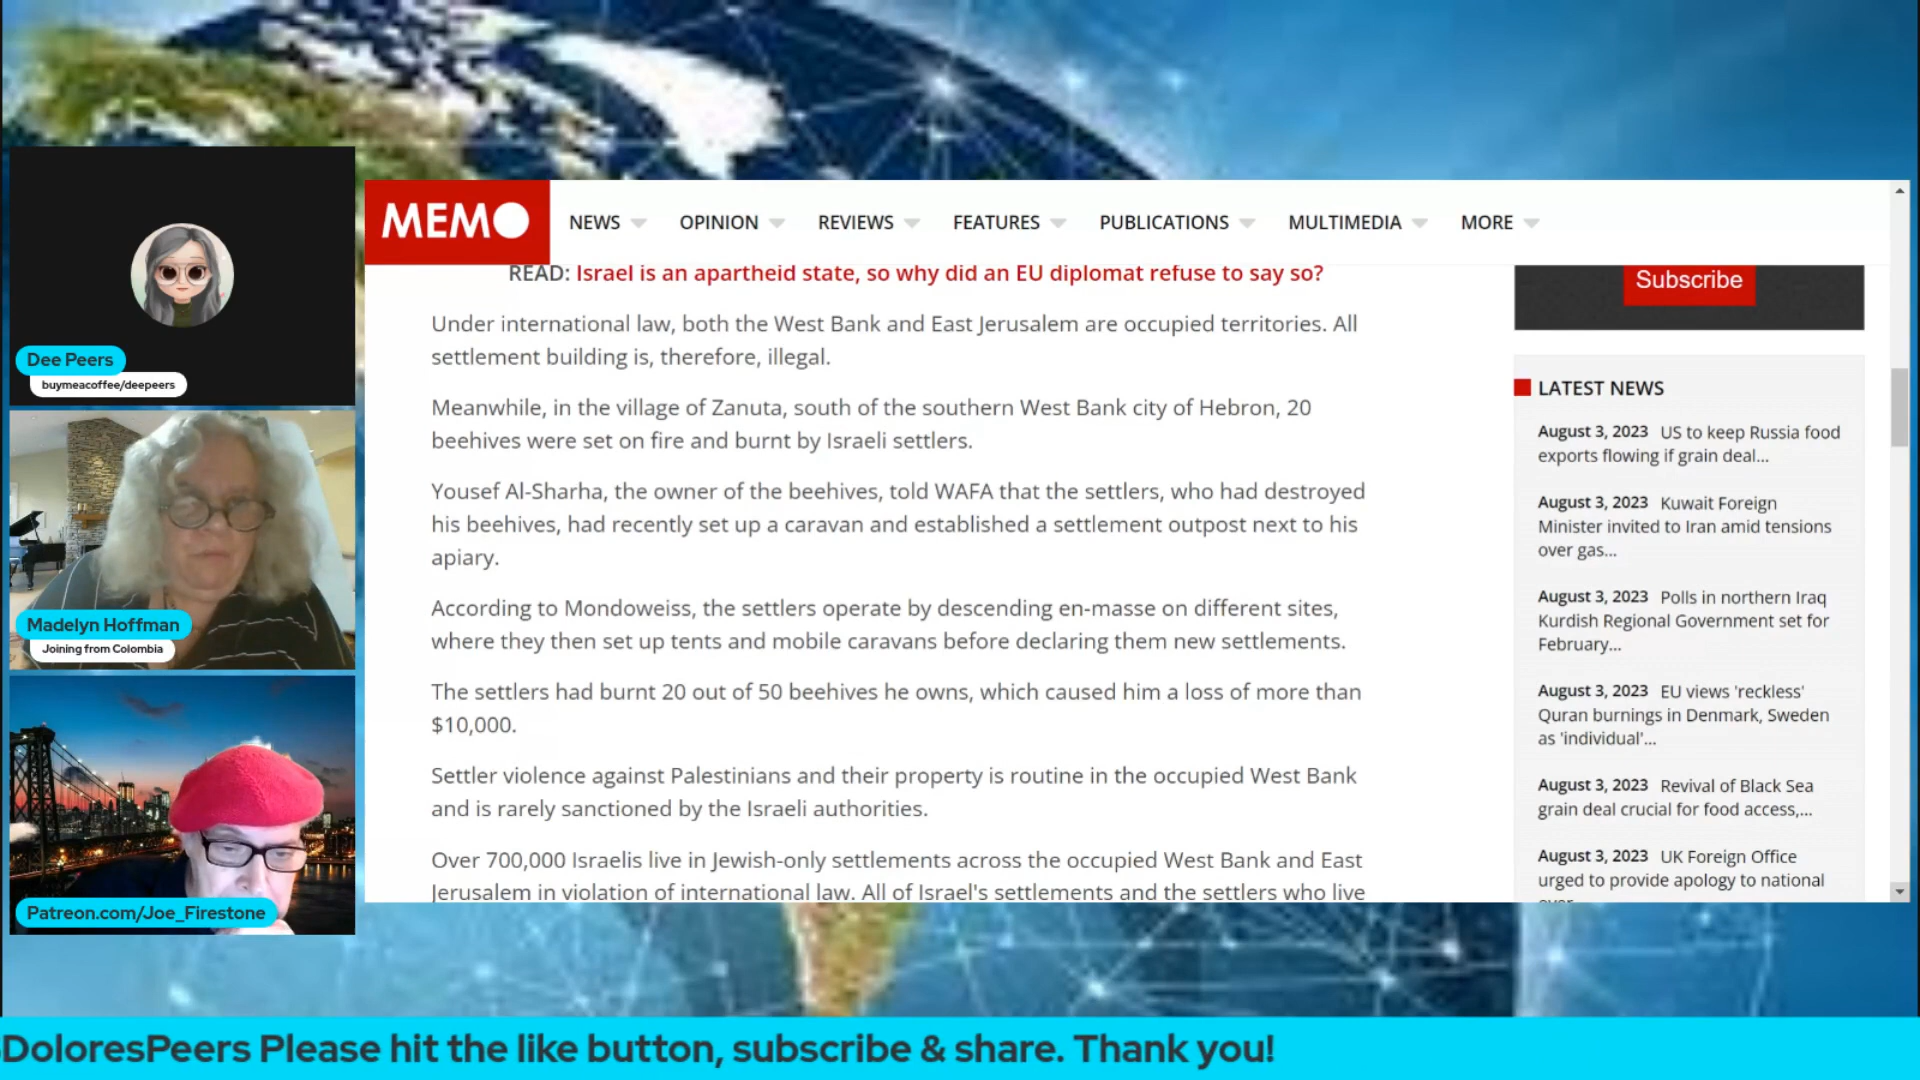 MEMO
NEWS
OPINION
REVIEWS
FEATURES
PUBLICATIONS
MULTIMEDIA
MORE
READ: Israel is an apartheid state, so why did an EU diplomat refuse to say so?
Under international law, both the West Bank and East Jerusalem are occupied territories. All
settlement building is, therefore, illegal.
Meanwhile, in the village of Zanuta, south of the southern West Bank city of Hebron, 20
beehives were set on fire and burnt by Israeli settlers.
Yousef Al-Sharha, the owner of the beehives, told WAFA that the settlers, who had destroyed
his beehives, had recently set up a caravan and established a settlement outpost next to his
apiary.
According to Mondoweiss, the settlers operate by descending en-masse on different sites,
where they then set up tents and mobile caravans before declaring them new settlements.
The settlers had burnt 20 out of 50 beehives he owns, which caused him a loss of more than
$10,000.
Settler violence against Palestinians and their property is routine in the occupied West Bank
and is rarely sanctioned by the Israeli authorities.
Over 700,000 Israelis live in Jewish-only settlements across the occupied West Bank and East
Jerusalem in violation of international law. All of Israel's settlements and the settlers who live
Subscribe
LATEST NEWS
August 3, 2023 US to keep Russia food
exports flowing if grain deal...
August 3, 2023 Kuwait Foreign
Minister invited to Iran amid tensions
over gas...
August 3, 2023 Polls in northern Iraq
Kurdish Regional Government set for
February...
August 3, 2023 EU views 'reckless'
Quran burnings in Denmark, Sweden
as 'individual'...
August 3, 2023 Revival of Black Sea
grain deal crucial for food access,...
August 3, 2023 UK Foreign Office
urged to provide apology to national
Dee Peers
buymeacoffee/deepeers
Madelyn Hoffman
Joining from Colombia
Patreon.com/Joe_Firestone
DoloresPeers Please hit the like button, subscribe & share. Thank you!